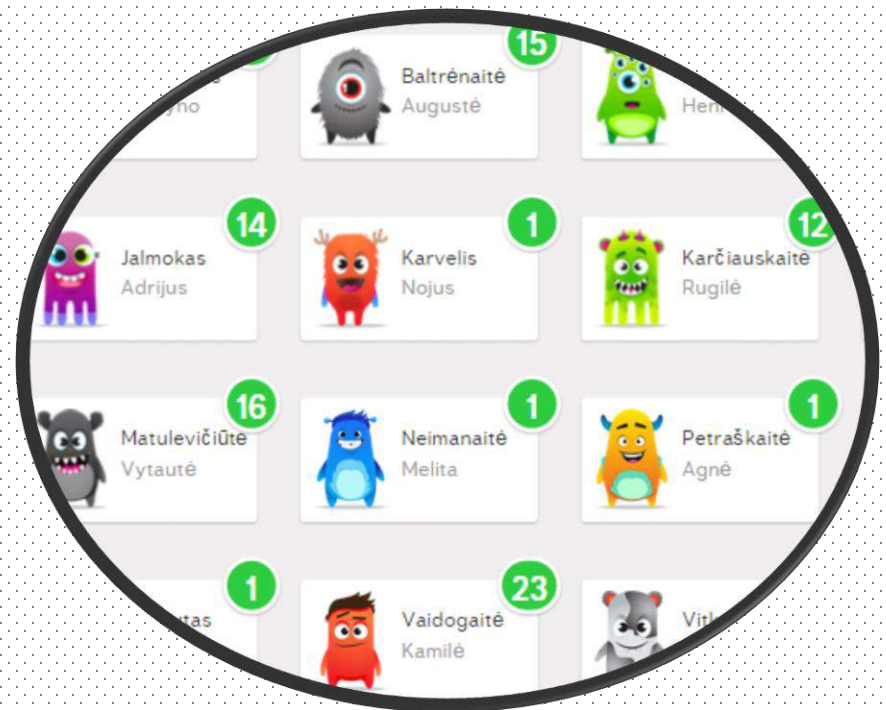 15
Baltrėnaitė
Augustė
14
Jalmokas
Adrijus
1
Karvelis
Nojus
12
Karčiauskaitė
Rugilė
16
Matulevičiūtė
Vytautė
1
Neimanaitė
Melita
1
Petraškaitė
Agnė
1
23
Vaidogaitė
Kamilė